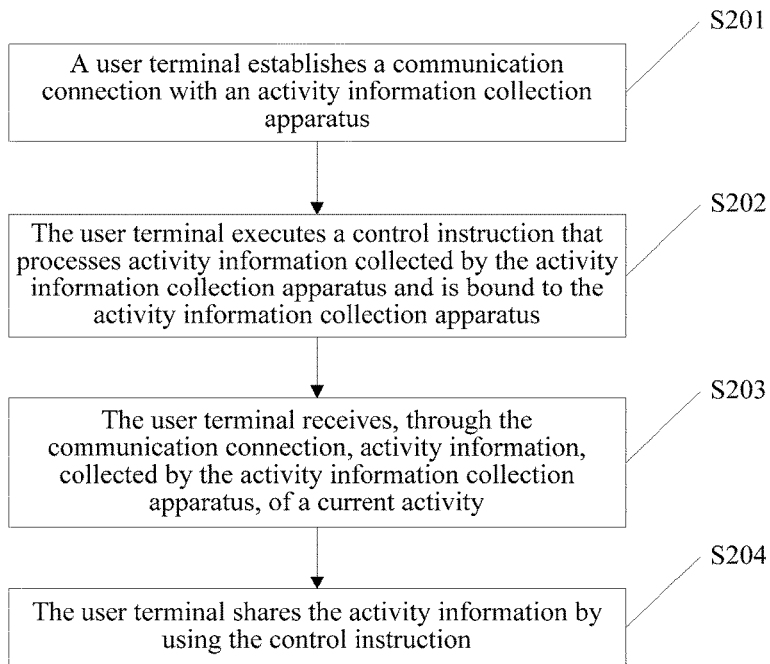 S201
A user terminal establishes a communication
connection with an activity information collection
apparatus
S202
The user terminal executes a control instruction that
processes activity information collected by the activity
information collection apparatus and is bound to the
activity information collection apparatus
S203
The user terminal receives, through the
communication connection, activity information,
collected by the activity information collection
apparatus, of a current activity
S204
The user terminal shares the activity information by
using the control instruction